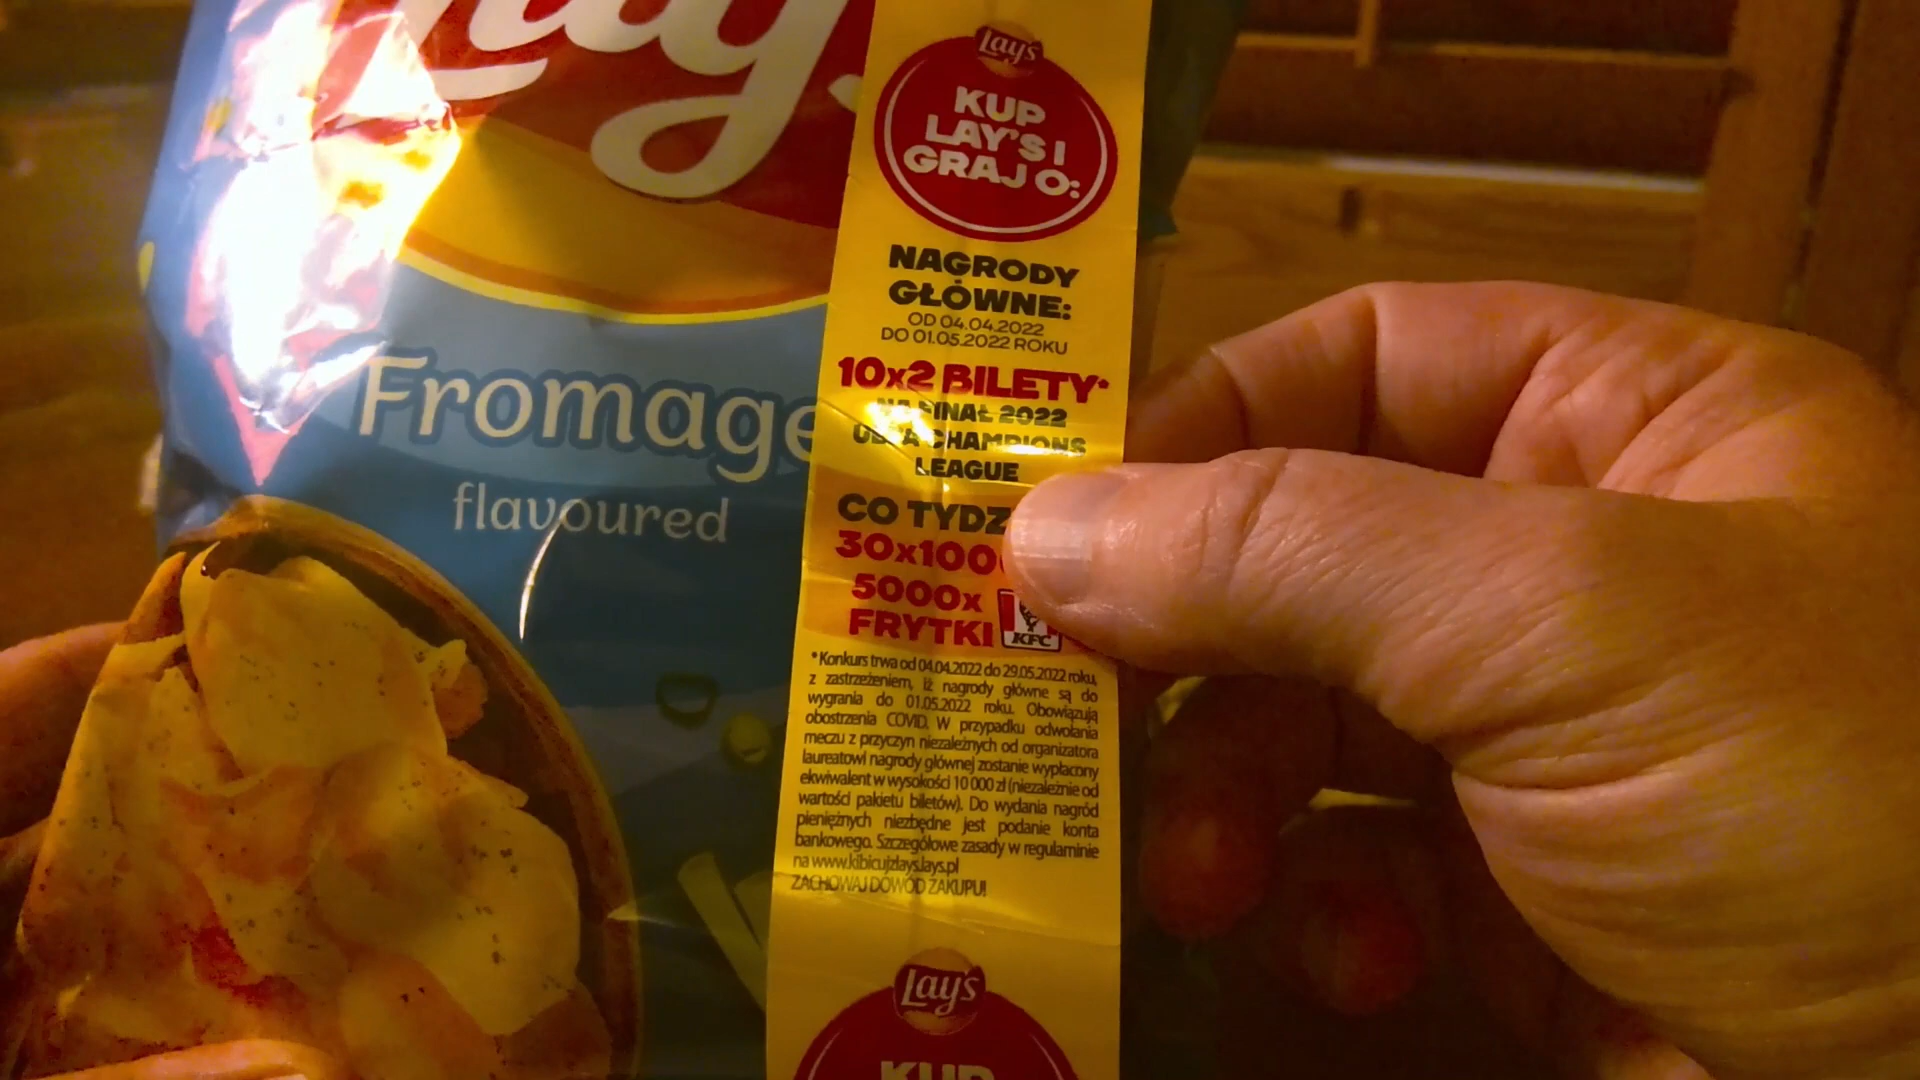 Lay's
Fromage
flavoured
Lay's
KUP
LAY'S I
GRAJ O:
NAGRODY
GŁÓWNE:
OD 04.04.2022
DO 01.05.2022 ROKU
10x2 BILETY*
NA FINAŁ 2022
CHAMPIONS
LEAGUE
CO
30x100
5000x
FRYTKI KFC
*Konkurs trwa od 04.04.2022 do 29.05.2022 roku,
z zastrzeżeniem, iż nagrody główne są do
wygrania do 01.05.2022 roku. Obowiązują
obostrzenia COVID. W przypadku odwołania
meczu z przyczyn niezależnych od organizatora
laureatowi nagrody głównej zostanie wypłacony
ekwiwalent w wysokości 10 000 zł (niezależnie od
wartości pakietu biletów). Do wydania nagród
pieniężnych niezbędne jest podanie konta
bankowego. Szczegółowe zasady w regulaminie
na www.kibicujzlays.lays.pl
ZACHOWAJ DOWÓD ZAKUPU!
Lay's
KUP